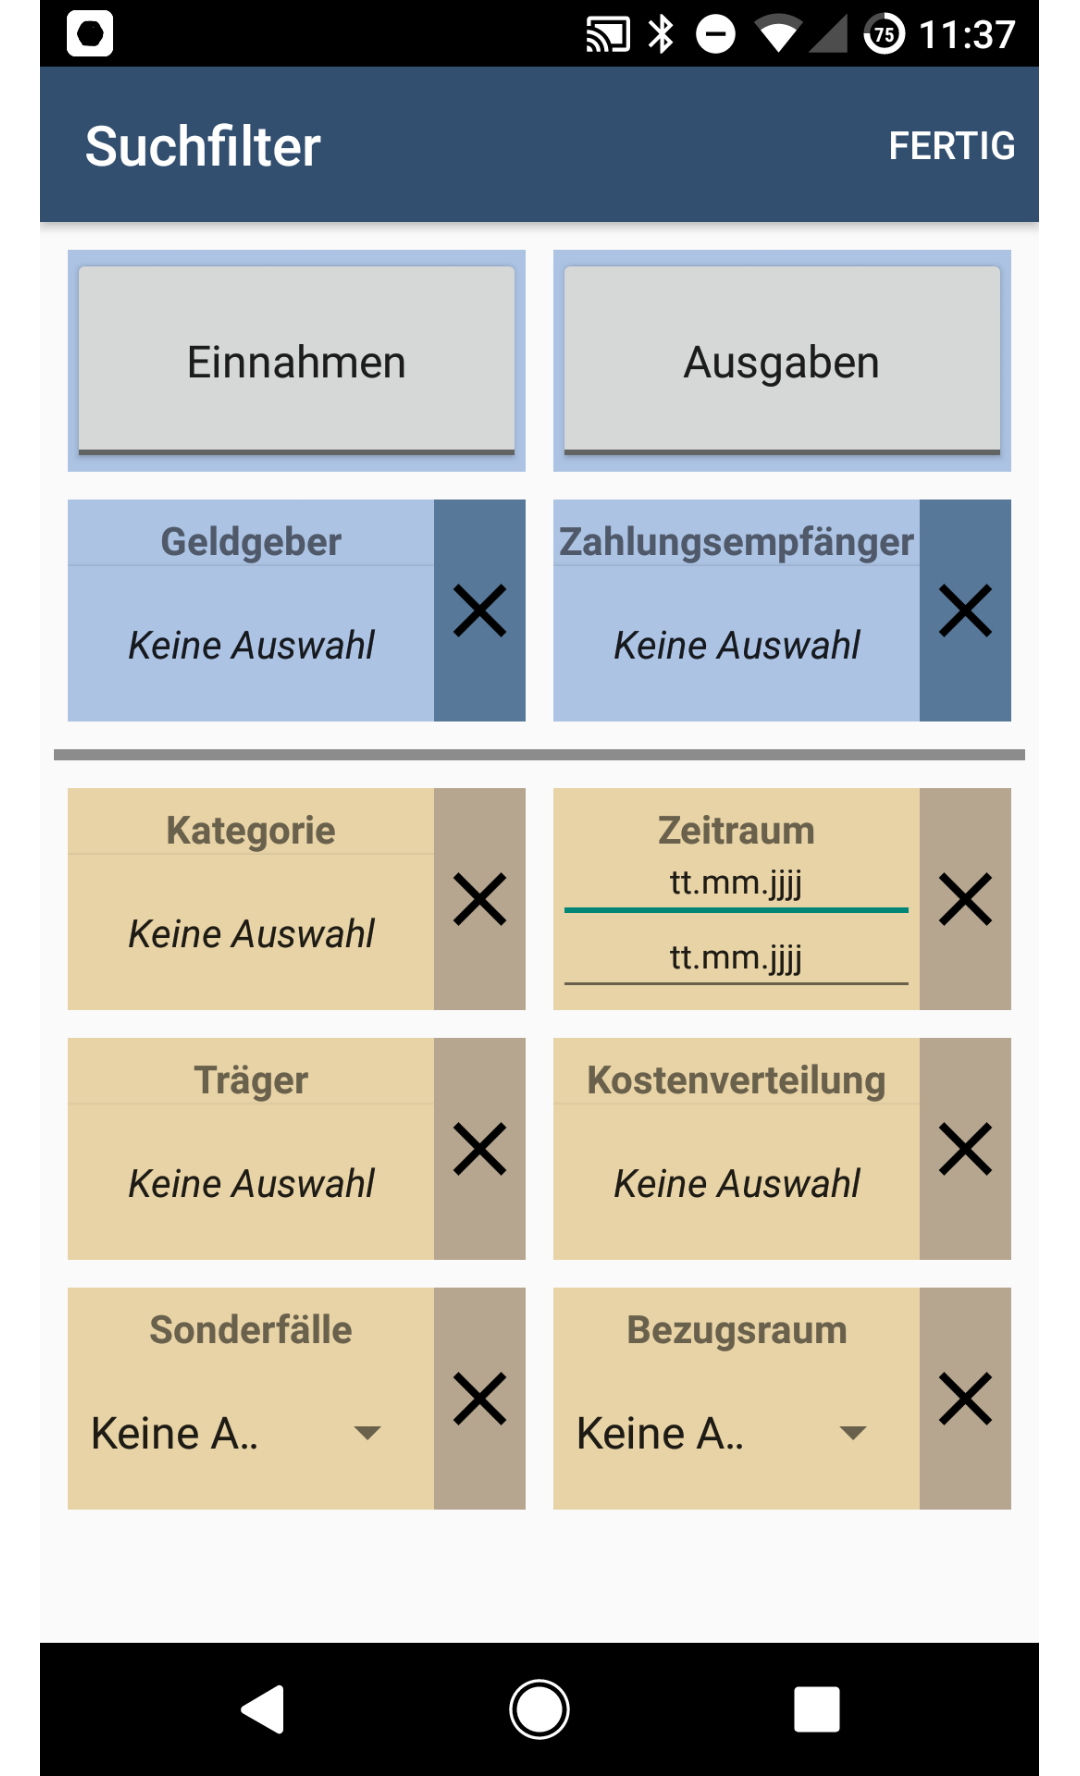 75 11:37
Suchfilter FERTIG
Einnahmen Ausgaben
Geldgeber Zahlungsempfänger
Keine Auswahl Keine Auswahl
Kategorie Zeitraum
tt.mm.jjjj
Keine Auswahl
tt.mm.jjjj
Träger Kostenverteilung
Keine Auswahl Keine Auswahl
Sonderfälle Bezugsraum
Keine A.. Keine A..